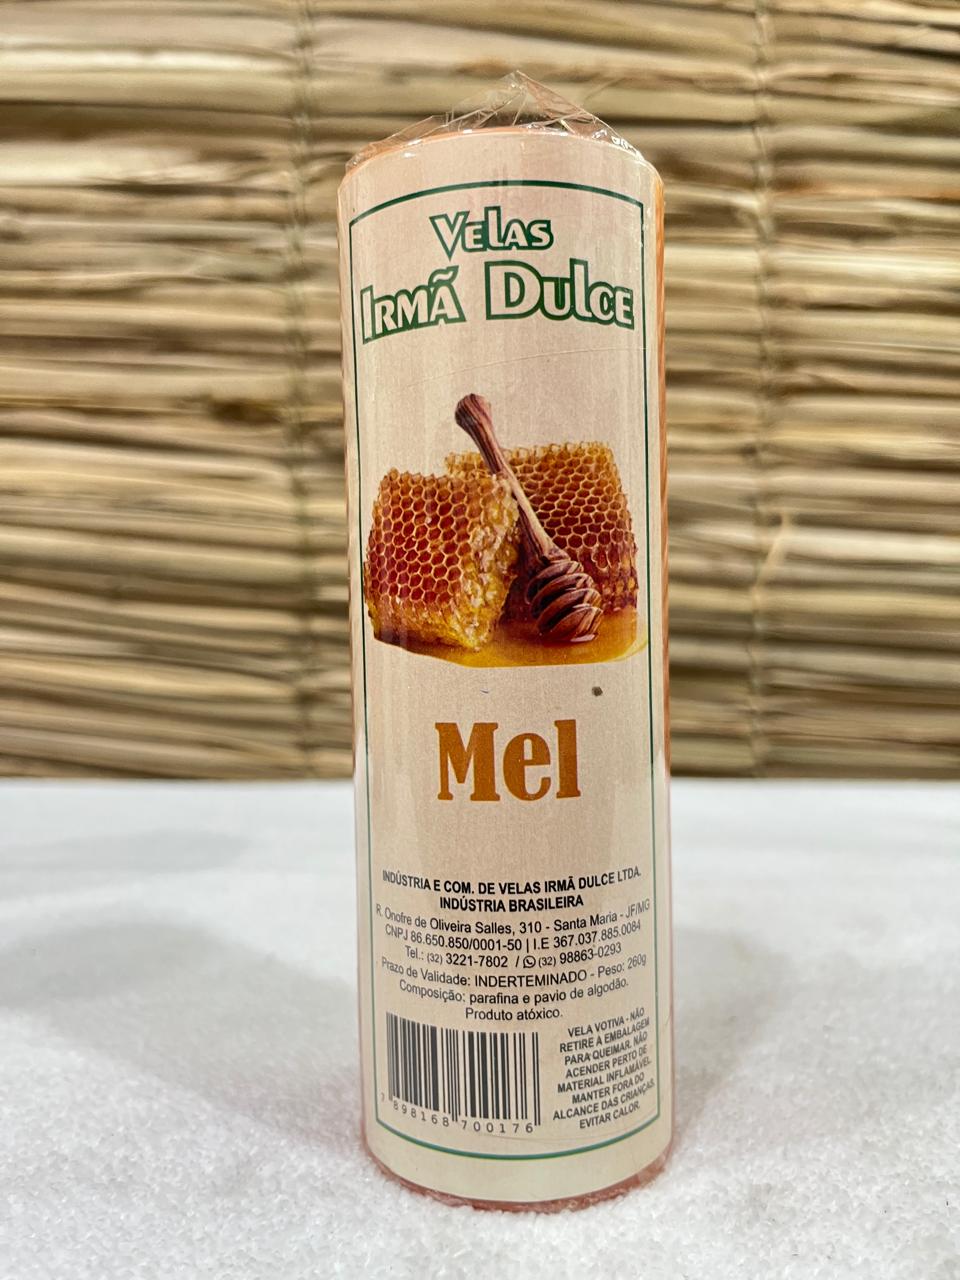 VELAS
IRMÃ DULCE
Mel
INDÚSTRIA E COM. DE VELAS IRMÃ DULCE LTDA.
INDÚSTRIA BRASILEIRA
R. Onofre de Oliveira Salles, 310 - Santa Maria - JF/MG
CNPJ 86.650.850/0001-50 | I.E 367.037.885.0084
Tel.: (32) 3221-7802 / (32) 98863-0293
Prazo de Validade: INDERTEMINADO - Peso: 260g
Composição: parafina e pavio de algodão.
Produto atóxico.
VELA VOTIVA - NÃO
RETIRE A EMBALAGEM
PARA QUEIMAR. NÃO
ACENDER PERTO DE
MATERIAL INFLAMÁVEL.
MANTER FORA DO
ALCANCE DAS CRIANÇAS.
EVITAR CALOR.
7 898168 700176